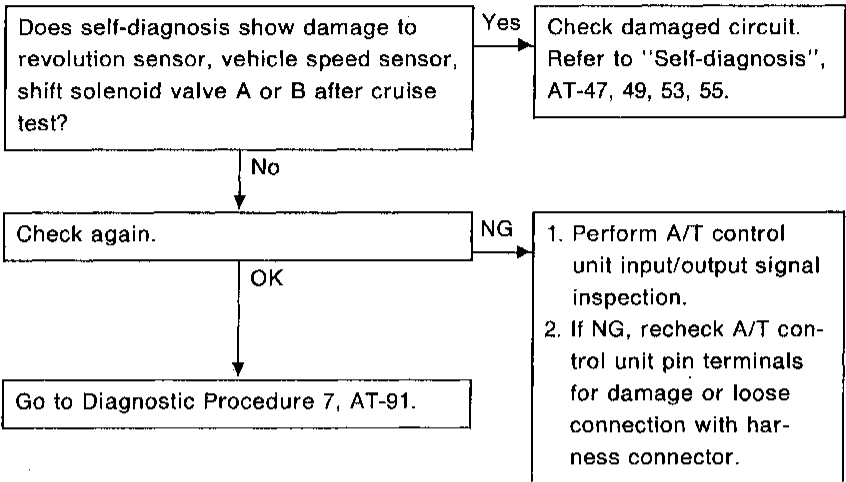 Does self-diagnosis show damage to
revolution sensor, vehicle speed sensor,
shift solenoid valve A or B after cruise
test?
Yes
Check damaged circuit.
Refer to "Self-diagnosis",
AT-47, 49, 53, 55.
No
Check again.
NG
1. Perform A/T control
unit input/output signal
inspection.
2. If NG, recheck A/T con-
trol unit pin terminals
for damage or loose
connection with har-
ness connector.
OK
Go to Diagnostic Procedure 7, AT-91.